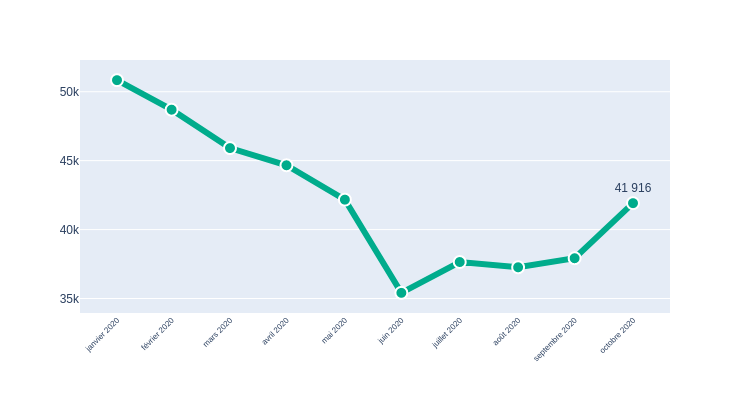 50k
45k
40k
35k
41 916
janvier 2020
février 2020
mars 2020
avril 2020
mai 2020
juin 2020
juillet 2020
août 2020
septembre 2020
octobre 2020